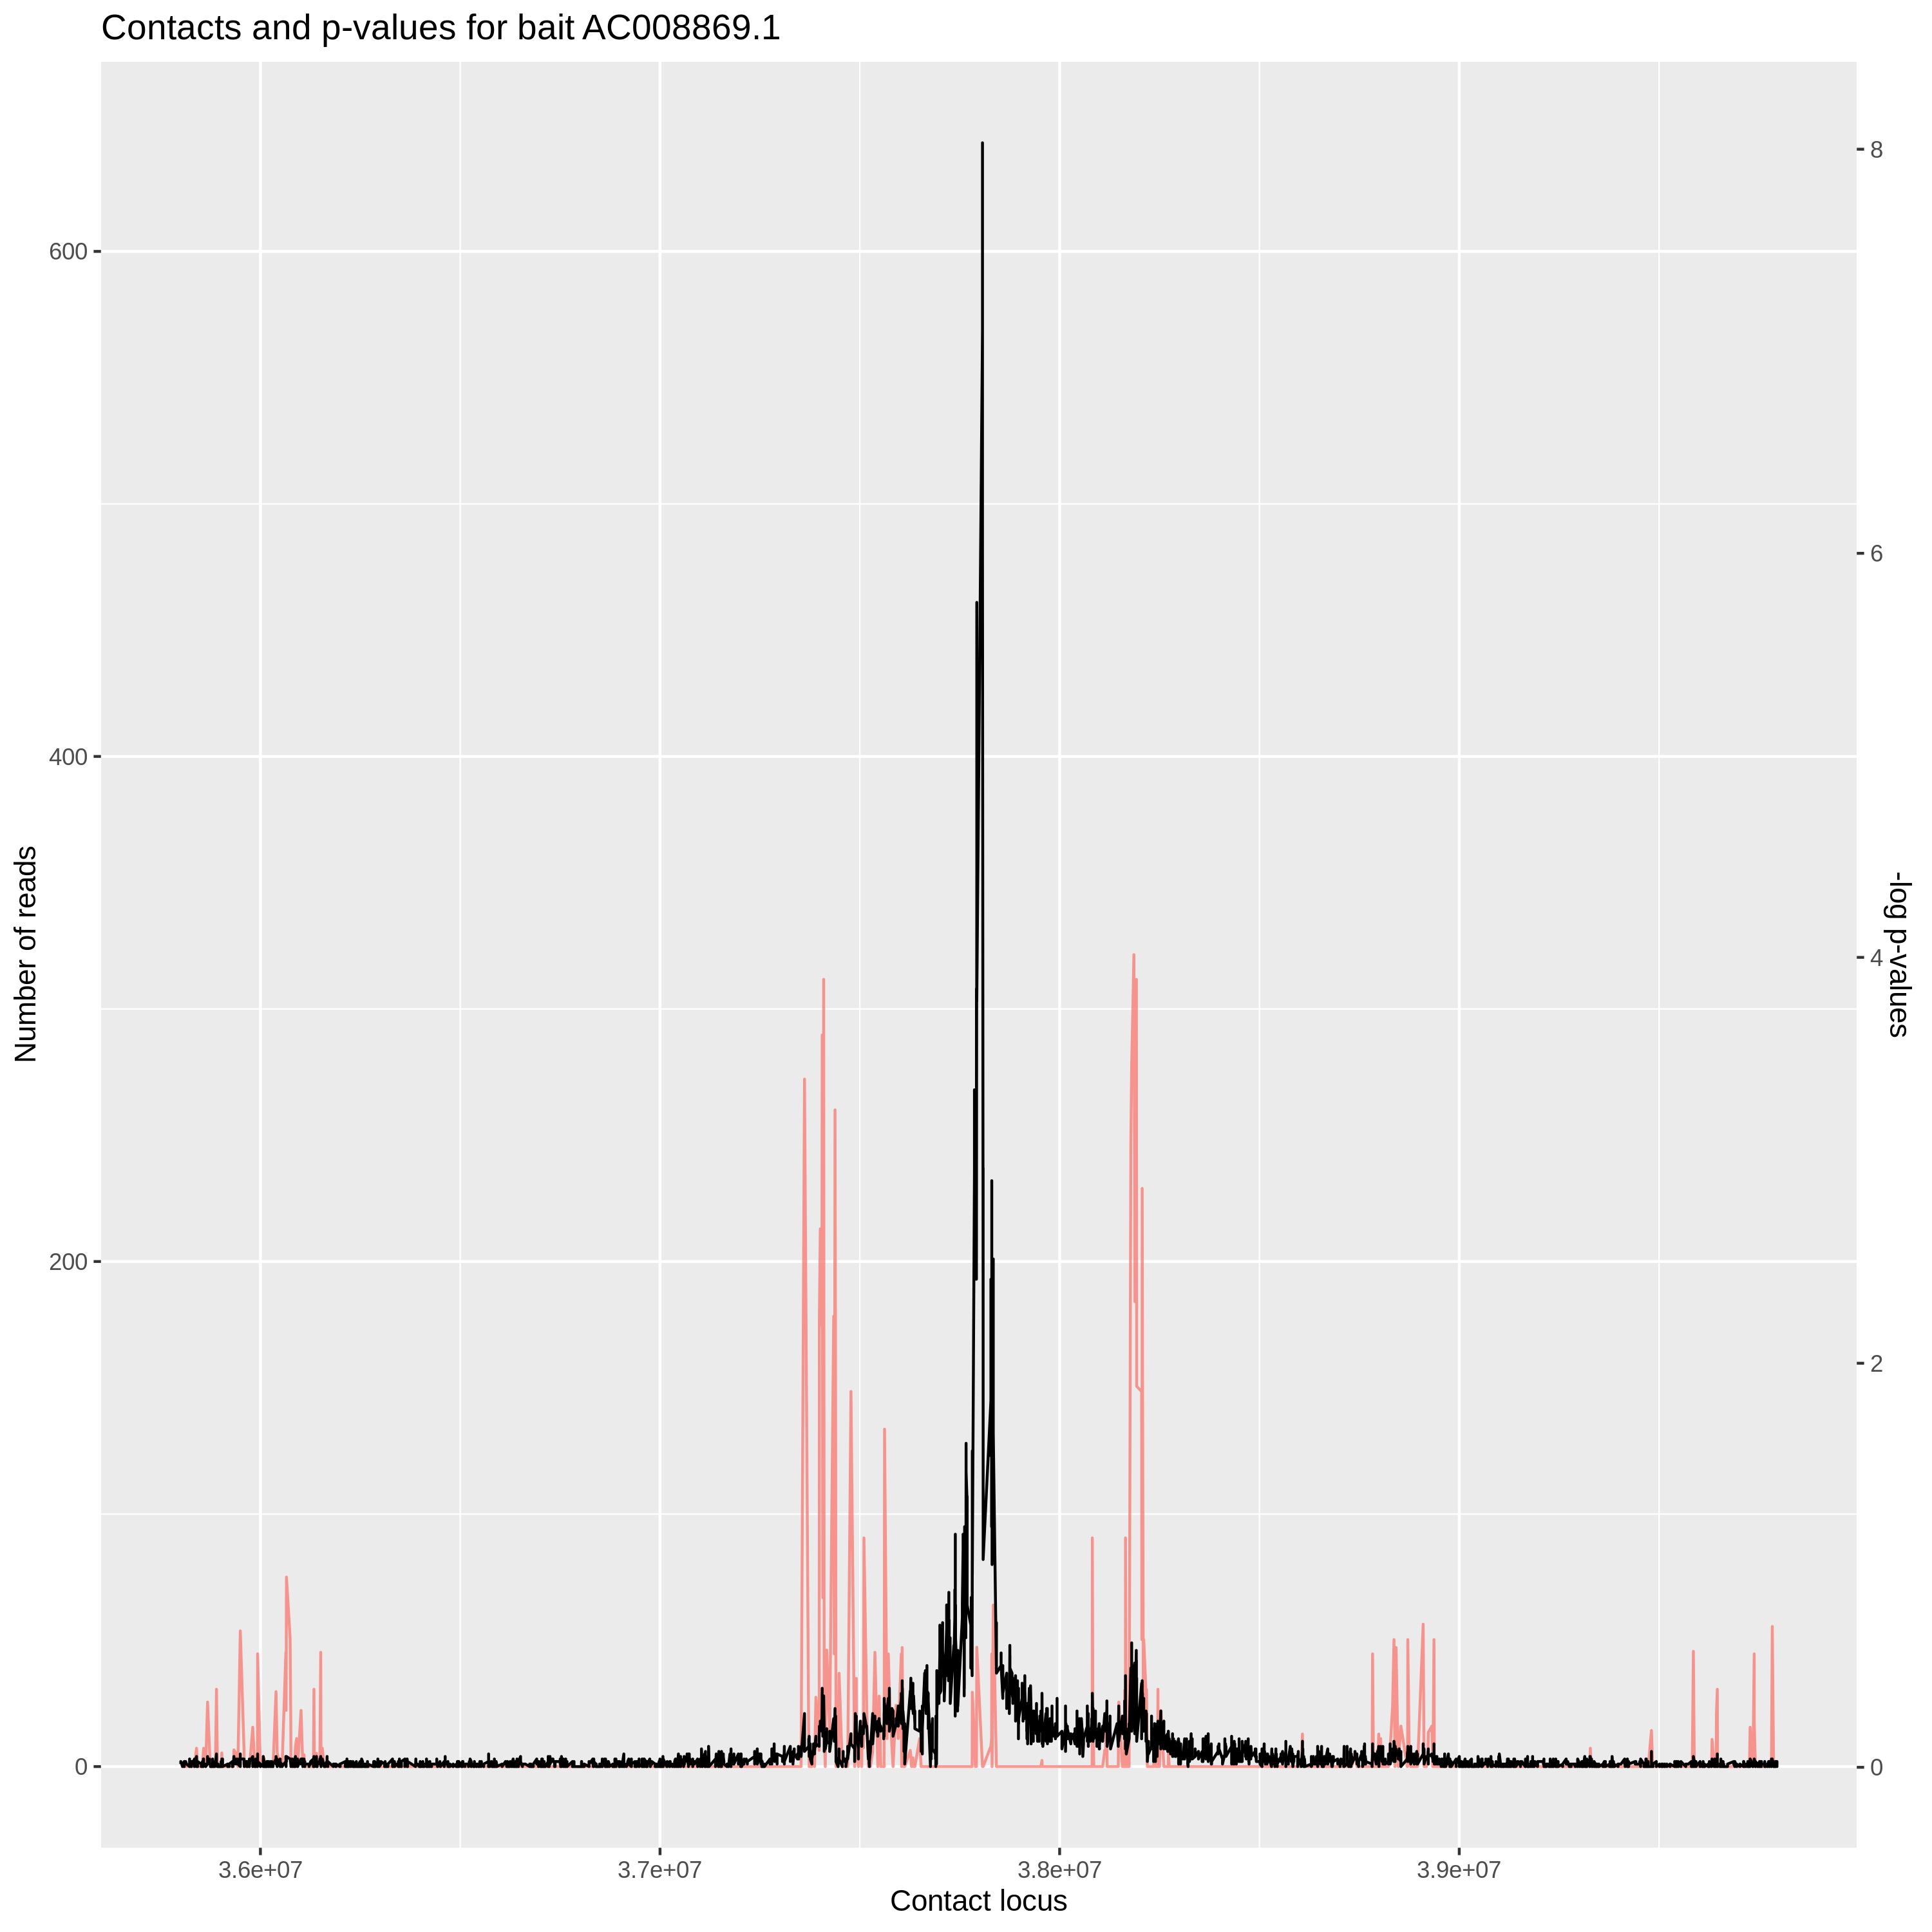 Contacts and p-values for bait AC008869.1
600
400
200
0
Number of reads
8
6
4
2
0
-log p-values
3.6e+07 3.7e+07 3.8e+07 3.9e+07
Contact locus